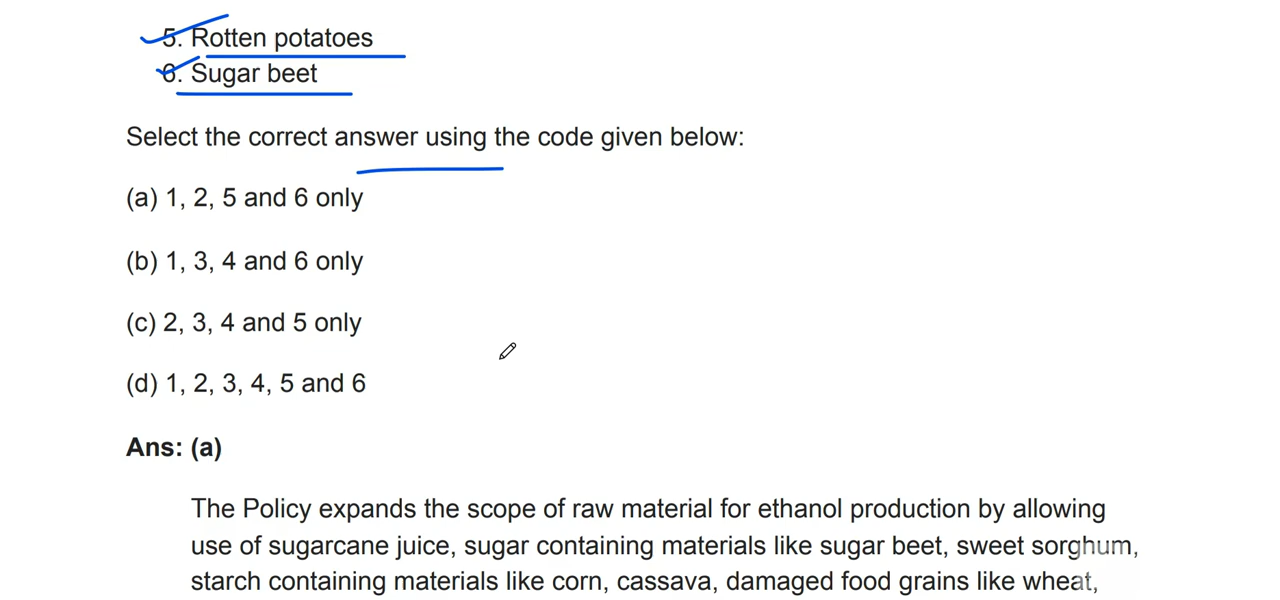 5. Rotten potatoes
6. Sugar beet
Select the correct answer using the code given below:
(a) 1, 2, 5 and 6 only
(b) 1, 3, 4 and 6 only
(c) 2, 3, 4 and 5 only
(d) 1, 2, 3, 4, 5 and 6
Ans: (a)
The Policy expands the scope of raw material for ethanol production by allowing
use of sugarcane juice, sugar containing materials like sugar beet, sweet sorghum,
starch containing materials like corn, cassava, damaged food grains like wheat,